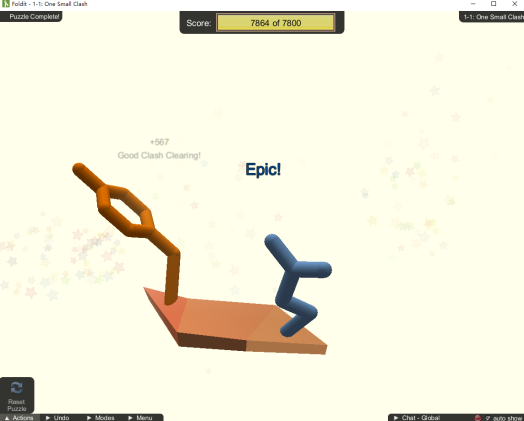 Foldit - 1-1: One Small Clash
Puzzle Complete!
Score: 7864 of 7800
1-1: One Small Clash
+567
Good Clash Clearing!
Epic!
Reset
Puzzle
Actions Undo Modes Menu
Chat - Global auto show